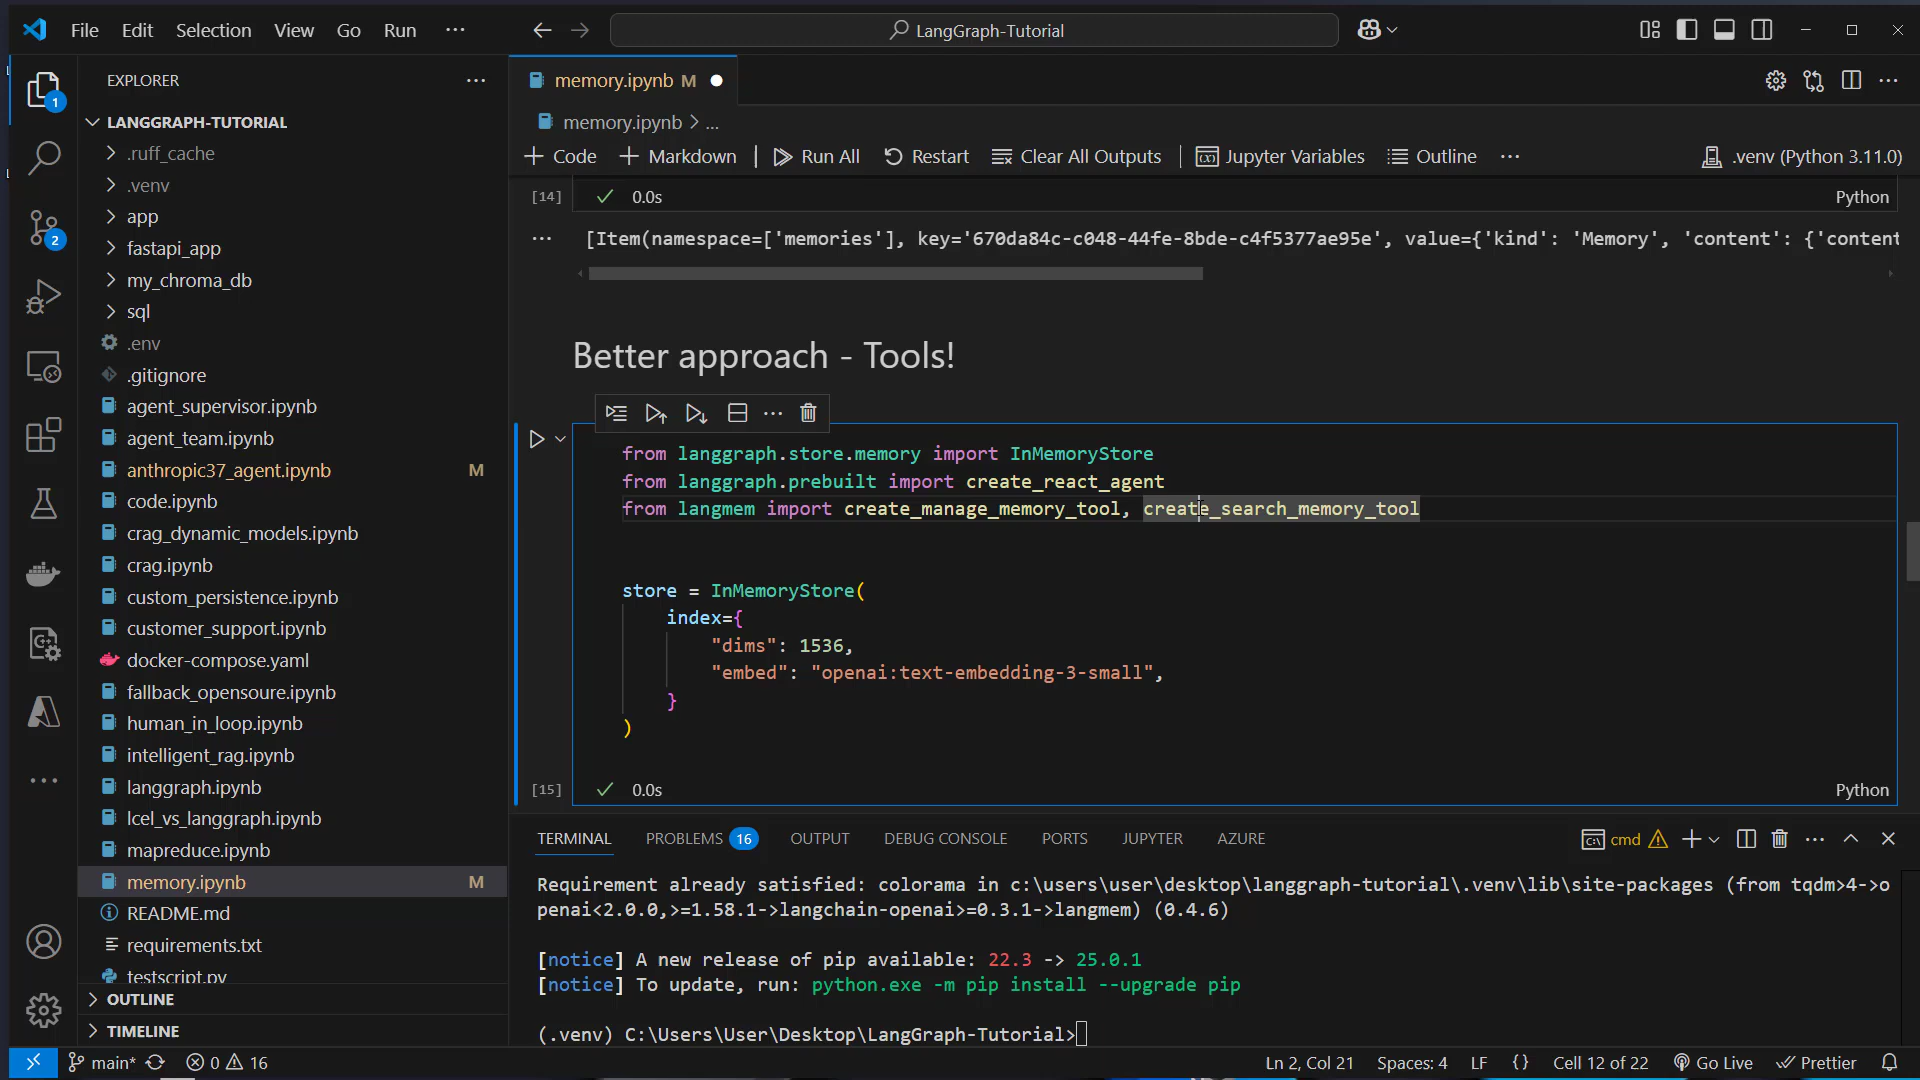 File Edit Selection View Go Run ···
LangGraph-Tutorial
EXPLORER
LANGGRAPH-TUTORIAL
.ruff_cache
.venv
app
fastapi_app
my_chroma_db
sql
.env
.gitignore
agent_supervisor.ipynb
agent_team.ipynb
anthropic37_agent.ipynb M
code.ipynb
crag_dynamic_models.ipynb
crag.ipynb
custom_persistence.ipynb
customer_support.ipynb
docker-compose.yaml
fallback_opensoure.ipynb
human_in_loop.ipynb
intelligent_rag.ipynb
langgraph.ipynb
lcel_vs_langgraph.ipynb
mapreduce.ipynb
memory.ipynb M
README.md
requirements.txt
testscript.py
OUTLINE
TIMELINE
1
2
memory.ipynb M
memory.ipynb > ...
+ Code + Markdown Run All Restart Clear All Outputs Jupyter Variables Outline ··· .venv (Python 3.11.0)
[14] 0.0s Python
[Item(namespace=['memories'], key='670da84c-c048-44fe-8bde-c4f5377ae95e', value={'kind': 'Memory', 'content': {'content
Better approach - Tools!
from langgraph.store.memory import InMemoryStore
from langgraph.prebuilt import create_react_agent
from langmem import create_manage_memory_tool, create_search_memory_tool
store = InMemoryStore(
index={
"dims": 1536,
"embed": "openai:text-embedding-3-small",
}
)
[15] 0.0s Python
TERMINAL PROBLEMS 16 OUTPUT DEBUG CONSOLE PORTS JUPYTER AZURE cmd
Requirement already satisfied: colorama in c:\users\user\desktop\langgraph-tutorial\.venv\lib\site-packages (from tqdm>4->o
penai<2.0.0,>=1.58.1->langchain-openai>=0.3.1->langmem) (0.4.6)
[notice] A new release of pip available: 22.3 -> 25.0.1
[notice] To update, run: python.exe -m pip install --upgrade pip
(.venv) C:\Users\User\Desktop\LangGraph-Tutorial>
main* 0 16 Ln 2, Col 21 Spaces: 4 LF {} Cell 12 of 22 Go Live Prettier